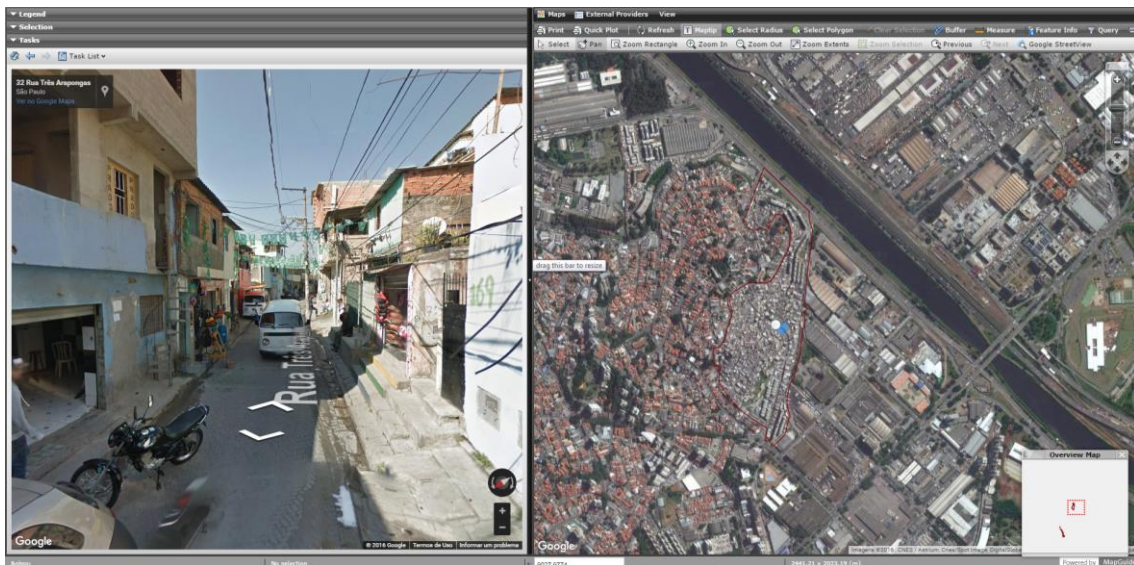 Legend
Selection
Tasks
Task List
32 Rua Três Arapongas
São Paulo
Ver no Google Maps
Rua Três
169
Google
© 2016 Google
Termos de Uso
Informar um problema
No selection
Maps
External Providers
View
Print
Quick Plot
Refresh
Maptip
Select Radius
Select Polygon
Clear Selection
Buffer
Measure
Feature Info
Query
Select
Pan
Zoom Rectangle
Zoom In
Zoom Out
Zoom Extents
Zoom Selection
Previous
Next
Google StreetView
drag this bar to resize
Overview Map
Google
Powered by MapGuide